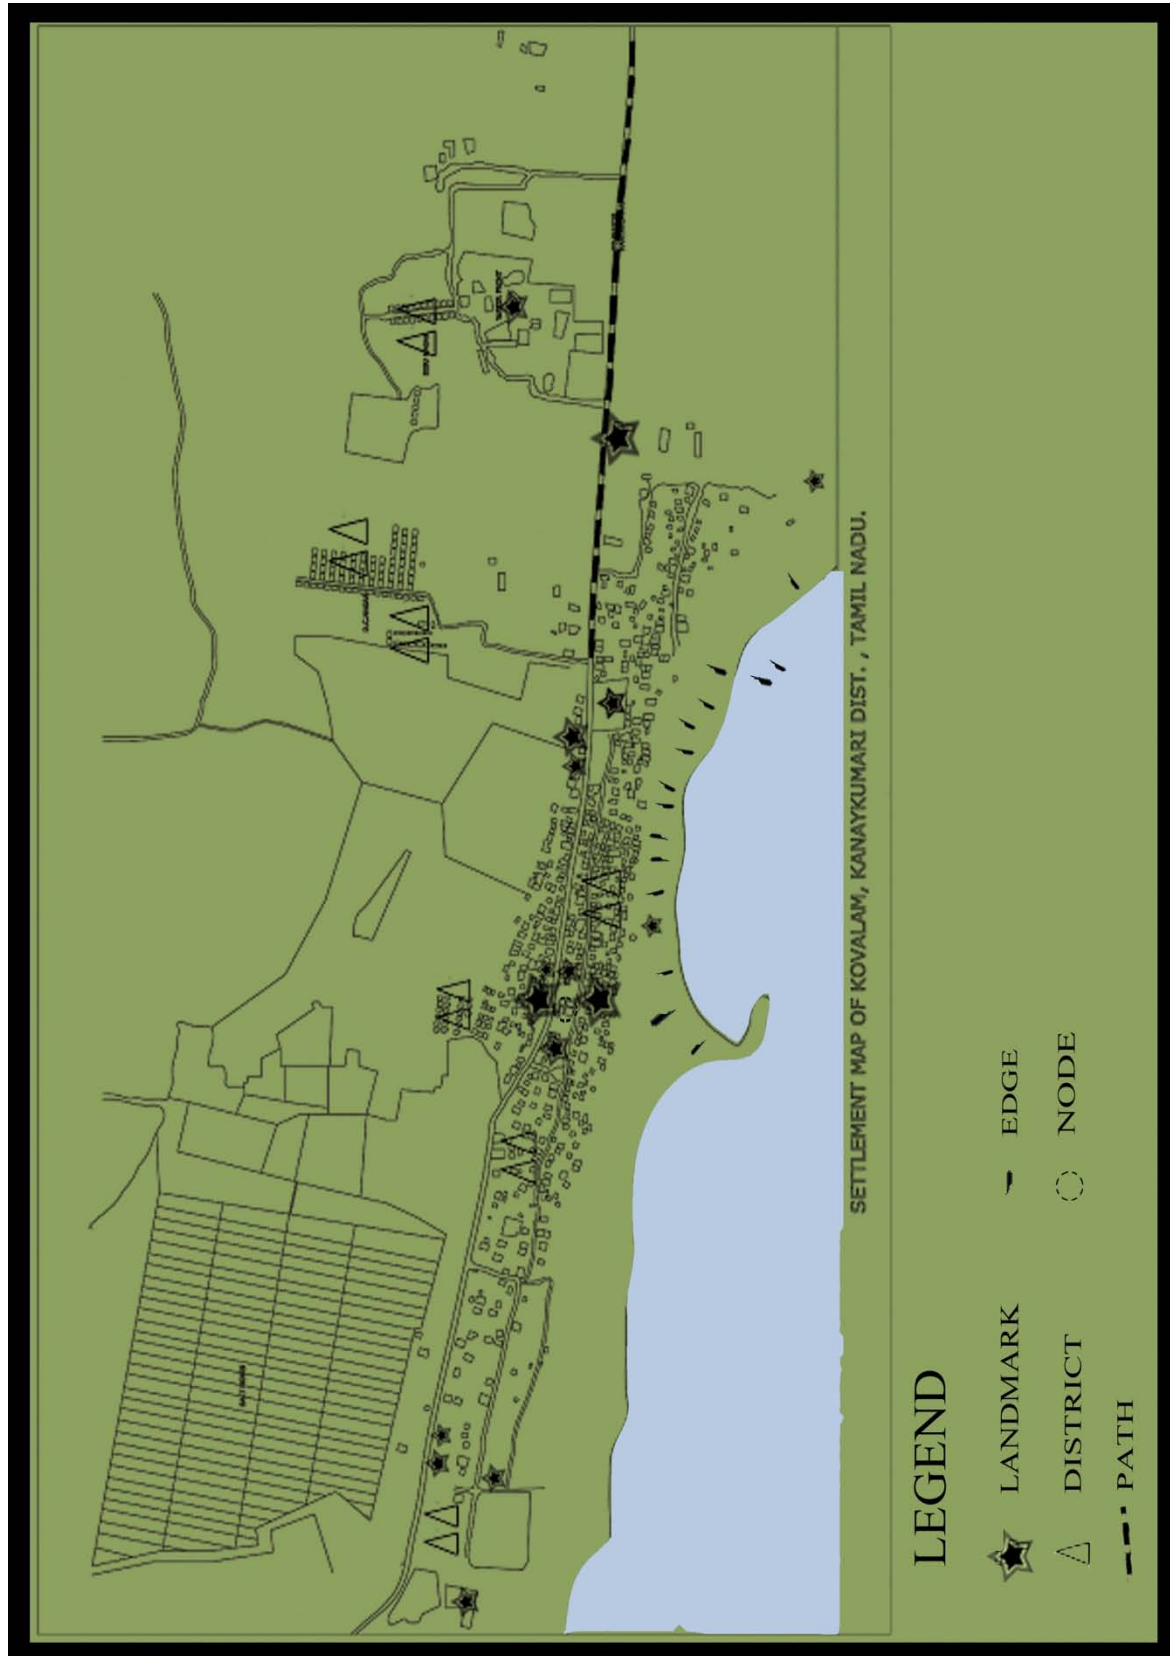 SETTLEMENT MAP OF KOVALAM, KANAYKUMARI DIST. , TAMIL NADU.
LEGEND
LANDMARK
EDGE
DISTRICT
NODE
PATH